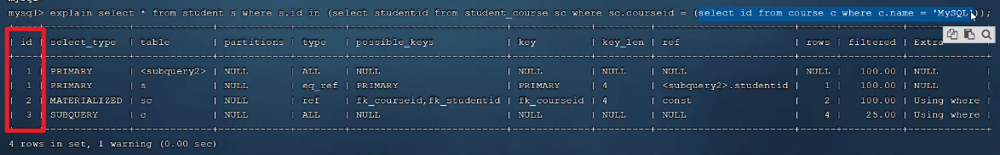 mysql> explain select * from student s where s.id in (select studentid from student_course sc where sc.courseid = (select id from course c where c.name = 'MySQL'));
| id | select_type | table | partitions | type | possible_keys | key | key_len | ref | rows | filtered | Extra |
| 1 | PRIMARY | <subquery2> | NULL | ALL | NULL | NULL | NULL | NULL | NULL | 100.00 | NULL |
| 1 | PRIMARY | s | NULL | eq_ref | PRIMARY | PRIMARY | 4 | <subquery2>.studentid | 1 | 100.00 | NULL |
| 2 | MATERIALIZED | sc | NULL | ref | fk_courseid,fk_studentid | fk_courseid | 4 | const | 2 | 100.00 | Using where |
| 3 | SUBQUERY | c | NULL | ALL | NULL | NULL | NULL | NULL | 4 | 25.00 | Using where |
4 rows in set, 1 warning (0.00 sec)